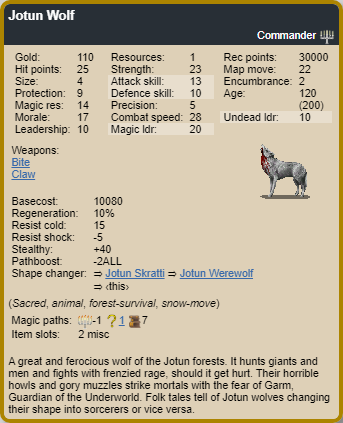 Jotun Wolf
Commander
Gold: 110 Resources: 1 Rec points: 30000
Hit points: 25 Strength: 23 Map move: 22
Size: 4 Attack skill: 13 Encumbrance: 2
Protection: 9 Defence skill: 10 Age: 120
Magic res: 14 Precision: 5 (200)
Morale: 17 Combat speed: 28 Undead ldr: 10
Leadership: 10 Magic ldr: 20
Weapons:
Bite
Claw
Basecost: 10080
Regeneration: 10%
Resist cold: 15
Resist shock: -5
Stealthy: +40
Pathboost: -2ALL
Shape changer: ⇒ Jotun Skratti ⇒ Jotun Werewolf
⇒ ‹this›
(Sacred, animal, forest-survival, snow-move)
Magic paths: -1 ? 1 7
Item slots: 2 misc
A great and ferocious wolf of the Jotun forests. It hunts giants and
men and fights with frenzied rage, should it get hurt. Their horrible
howls and gory muzzles strike mortals with the fear of Garm,
Guardian of the Underworld. Folk tales tell of Jotun wolves changing
their shape into sorcerers or vice versa.